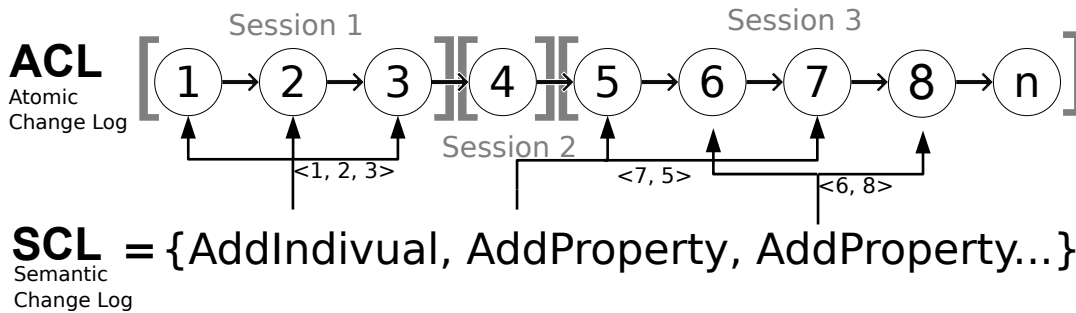 Session 1
Session 3
ACL
Atomic
Change Log
1 2 3 4 5 6 7 8 n
Session 2
<1, 2, 3>
<7, 5>
<6, 8>
SCL = {AddIndivual, AddProperty, AddProperty...}
Semantic
Change Log